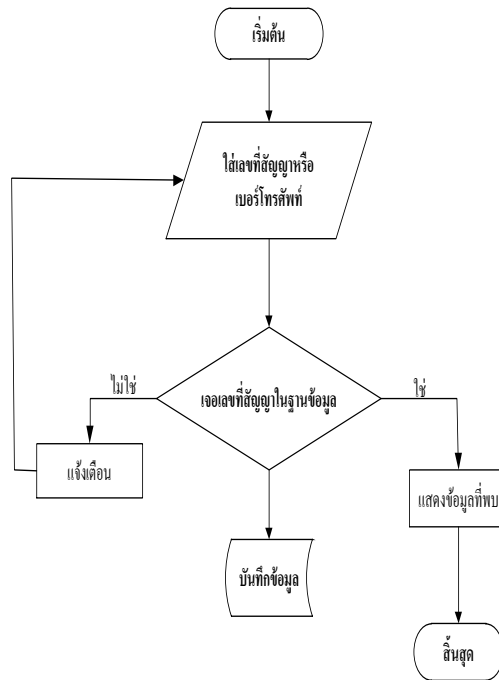 เริ่มต้น
ใส่เลขที่สัญญาหรือ
เบอร์โทรศัพท์
เจอเลขที่สัญญาในฐานข้อมูล
ไม่ใช่
ใช่
แจ้งเตือน
แสดงข้อมูลที่พบ
บันทึกข้อมูล
สิ้นสุด